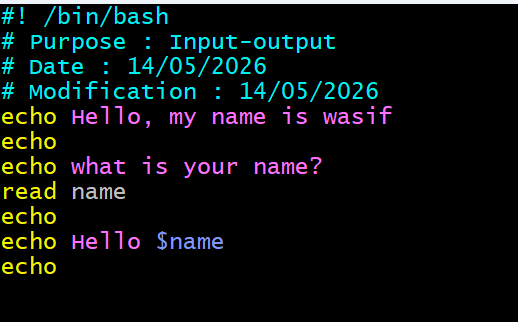 #! /bin/bash
# Purpose : Input-output
# Date : 14/05/2026
# Modification : 14/05/2026
echo Hello, my name is wasif
echo
echo what is your name?
read name
echo
echo Hello $name
echo